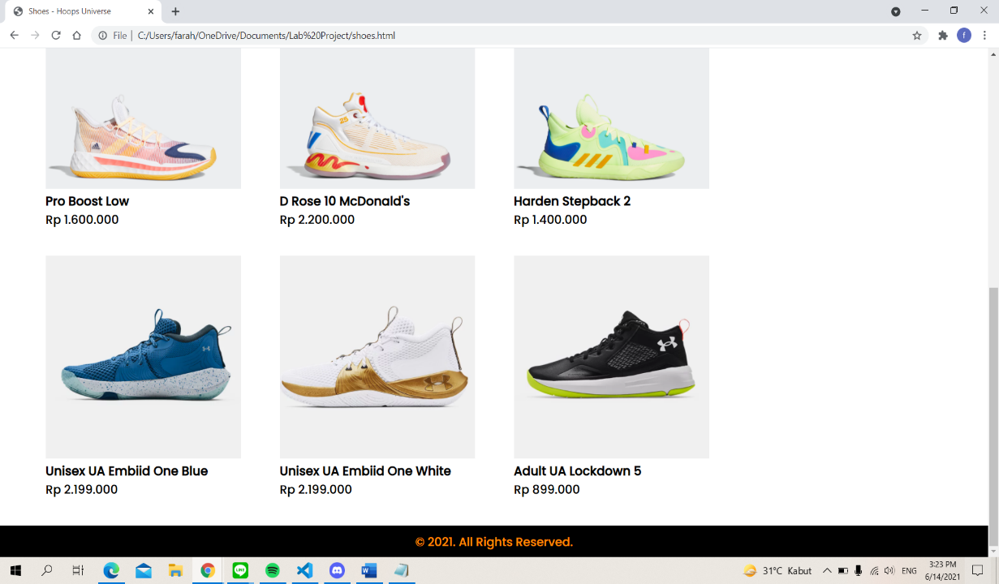 Shoes - Hoops Universe
File | C:/Users/farah/OneDrive/Documents/Lab%20Project/shoes.html
f
25
Pro Boost Low
D Rose 10 McDonald's
Harden Stepback 2
Rp 1.600.000
Rp 2.200.000
Rp 1.400.000
Unisex UA Embiid One Blue
Unisex UA Embiid One White
Adult UA Lockdown 5
Rp 2.199.000
Rp 2.199.000
Rp 899.000
© 2021. All Rights Reserved.
LINE
W
31°C Kabut
ENG
3:23 PM
6/14/2021